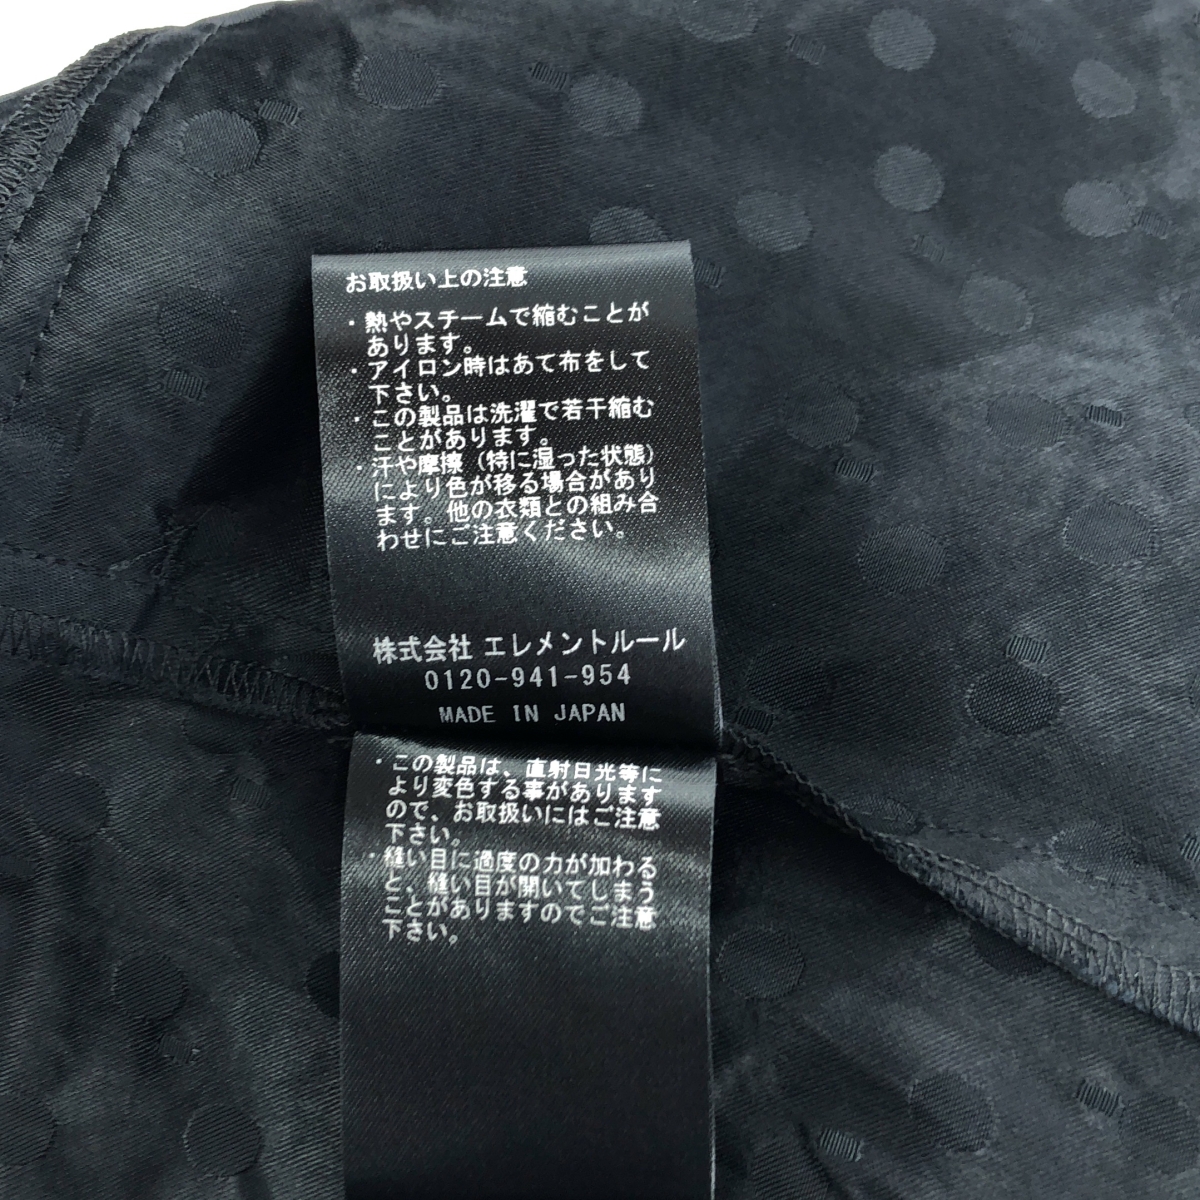 お取扱い上の注意
・熱やスチームで縮むことが
あります。
・アイロン時はあて布をして
下さい。
・この製品は洗濯で若干縮む
ことがあります。
・汗や摩擦（特に湿った状態）
により色が移る場合があり
ます。他の衣類との組み合
わせにご注意ください。
株式会社 エレメントルール
0120-941-954
MADE IN JAPAN
・この製品は、直射日光等に
より変色する事があります
ので、お取扱いにはご注意
下さい。
・縫い目に過度の力が加わる
と、縫い目が開いてしまう
ことがありますのでご注意
下さい。